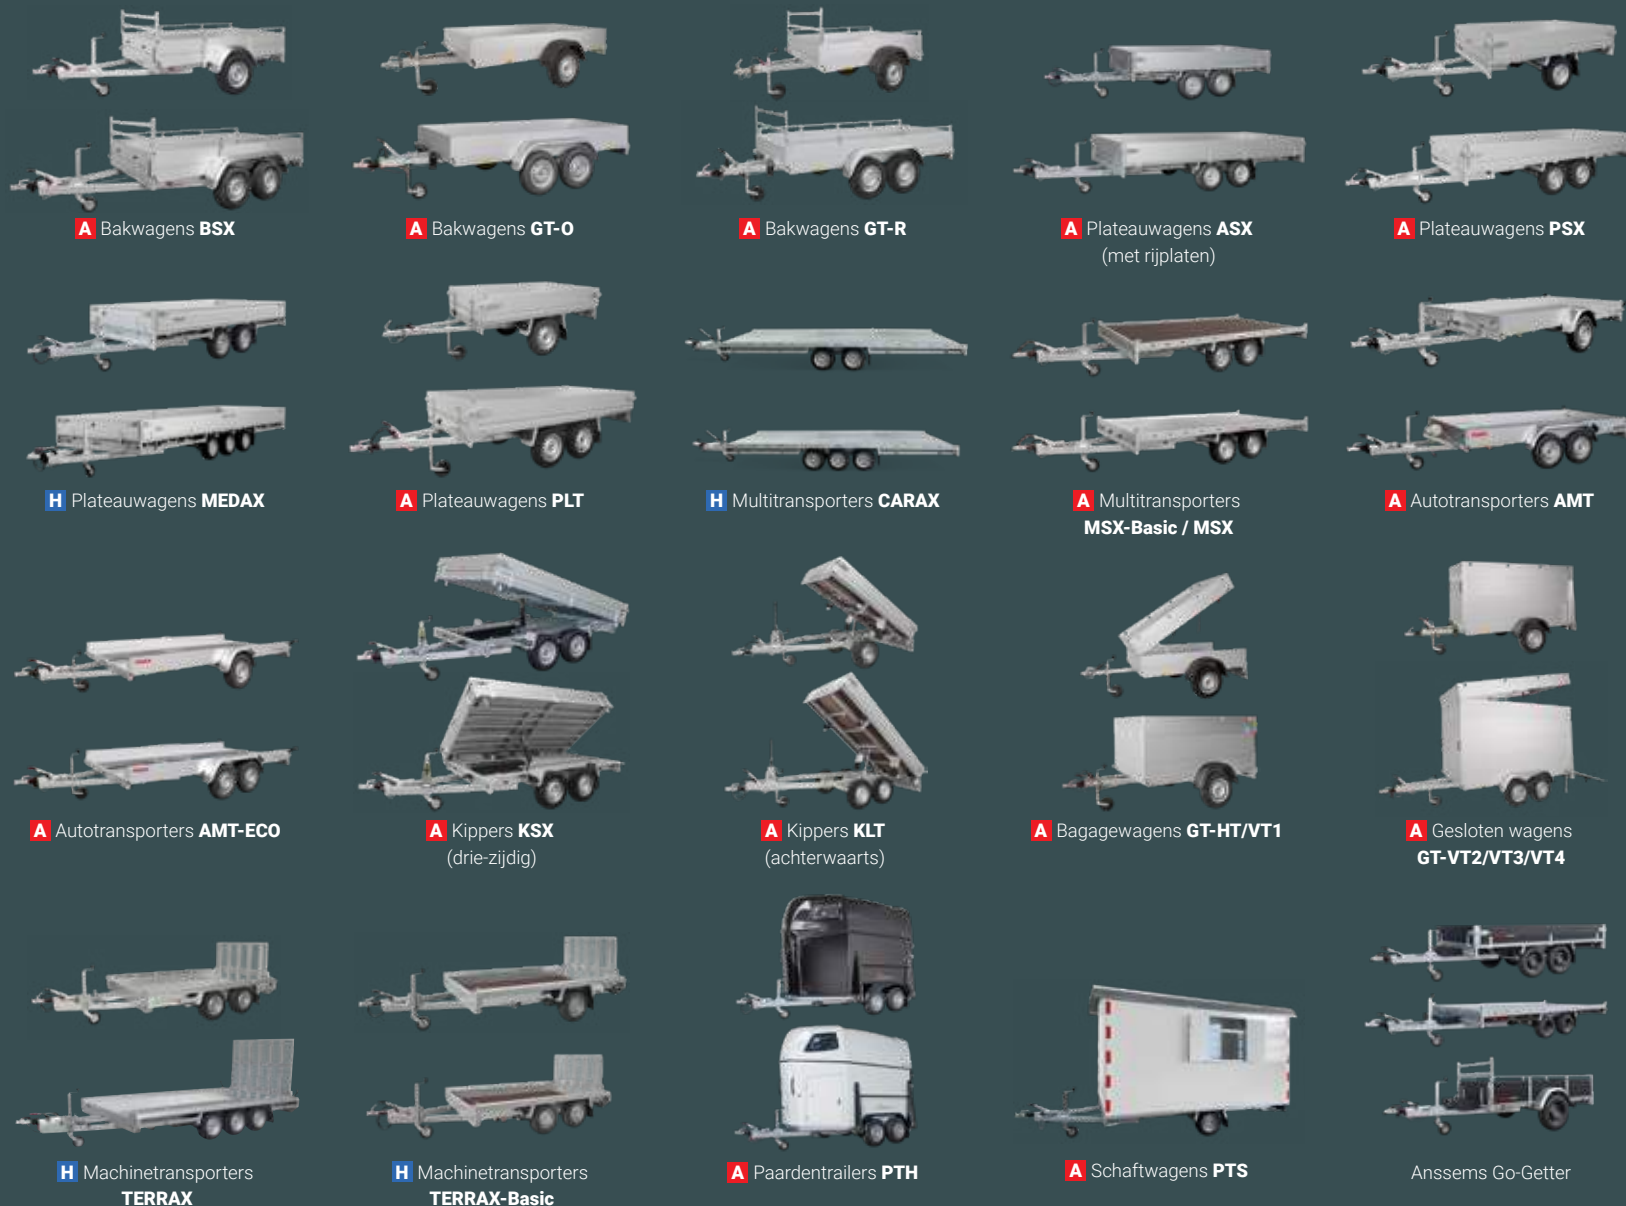 A Bakwagens BSX
A Bakwagens GT-O
A Bakwagens GT-R
A Plateauwagens ASX
(met rijplaten)
A Plateauwagens PSX
H Plateauwagens MEDAX
A Plateauwagens PLT
H Multitransporters CARAX
A Multitransporters
MSX-Basic / MSX
A Autotransporters AMT
A Autotransporters AMT-ECO
A Kippers KSX
(drie-zijdig)
A Kippers KLT
(achterwaarts)
A Bagagewagens GT-HT/VT1
A Gesloten wagens
GT-VT2/VT3/VT4
H Machinetransporters
TERRAX
H Machinetransporters
TERRAX-Basic
A Paardentrailers PTH
A Schaftwagens PTS
Anssems Go-Getter